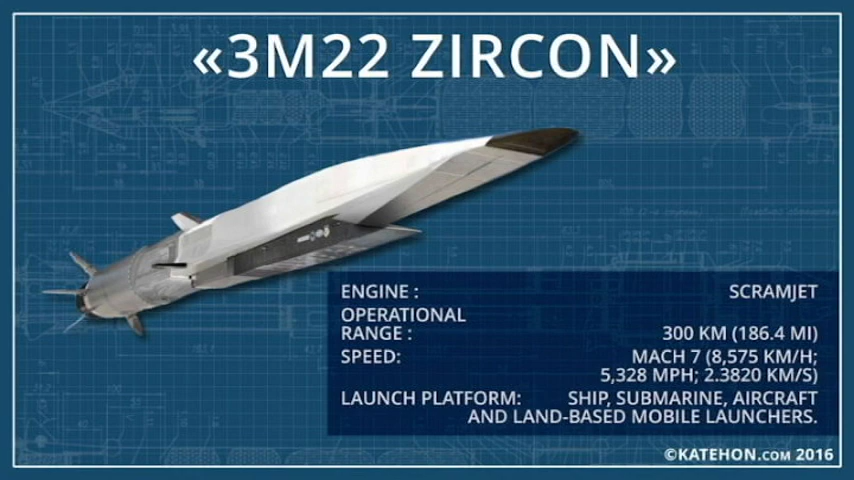 «3M22 ZIRCON»
ENGINE : SCRAMJET
OPERATIONAL
RANGE : 300 KM (186.4 MI)
SPEED: MACH 7 (8,575 KM/H;
5,328 MPH; 2.3820 KM/S)
LAUNCH PLATFORM: SHIP, SUBMARINE, AIRCRAFT
AND LAND-BASED MOBILE LAUNCHERS.
©KATEHON.COM 2016